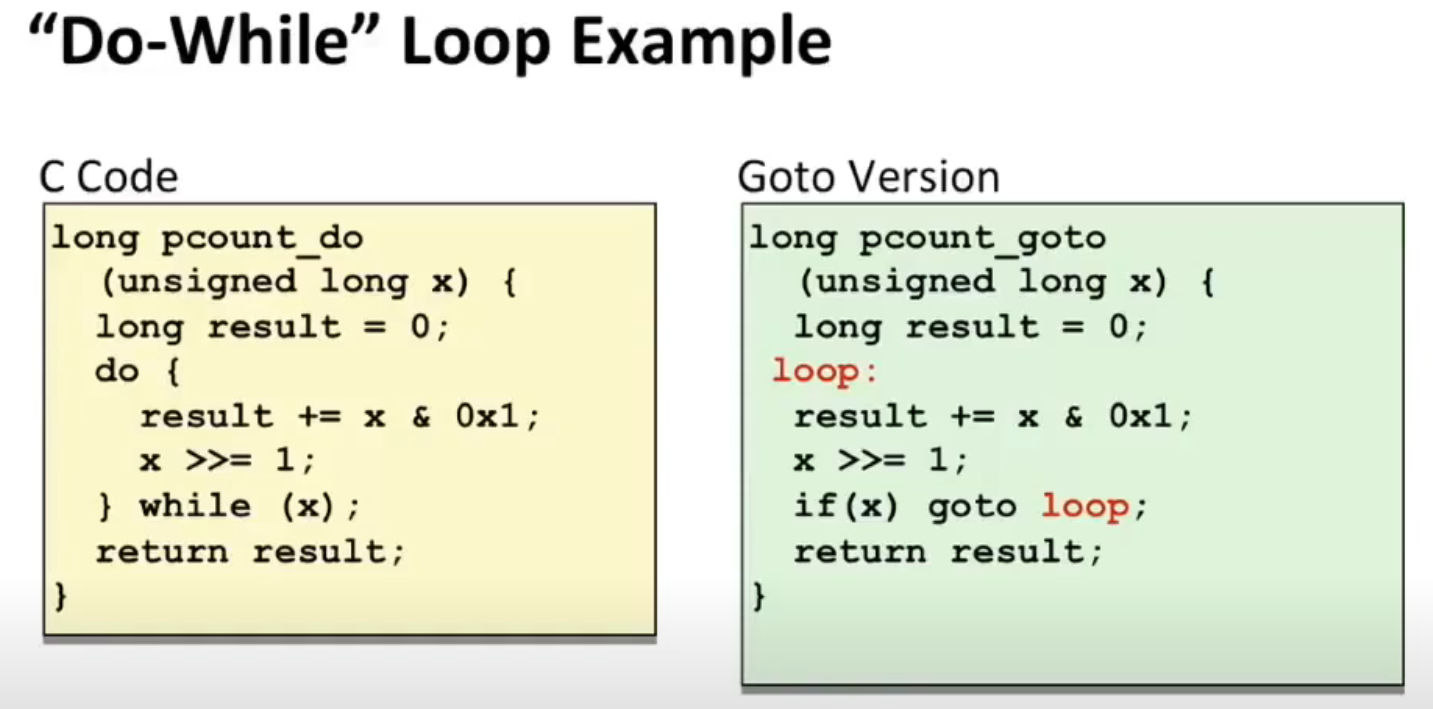 “Do-While” Loop Example
C Code
long pcount_do
(unsigned long x) {
long result = 0;
do {
result += x & 0x1;
x >>= 1;
} while (x);
return result;
}
Goto Version
long pcount_goto
(unsigned long x) {
long result = 0;
loop:
result += x & 0x1;
x >>= 1;
if(x) goto loop;
return result;
}